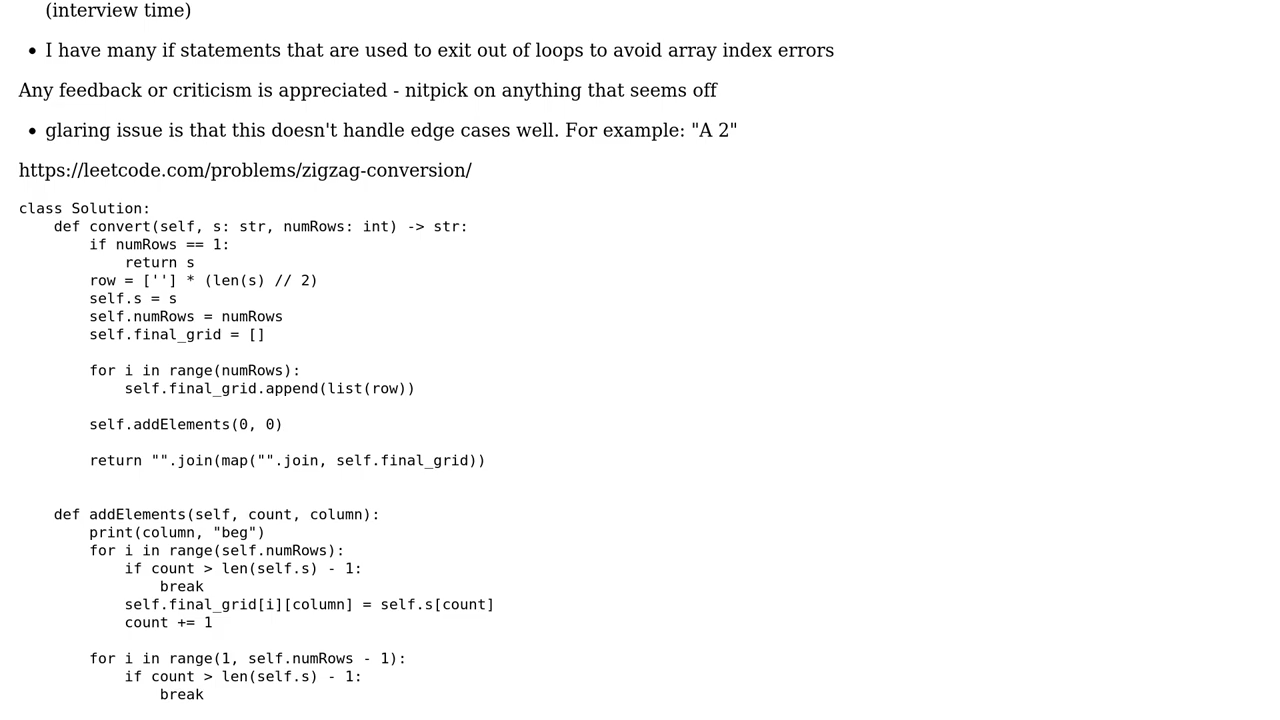 (interview time)
• I have many if statements that are used to exit out of loops to avoid array index errors
Any feedback or criticism is appreciated - nitpick on anything that seems off
• glaring issue is that this doesn't handle edge cases well. For example: "A 2"
https://leetcode.com/problems/zigzag-conversion/
class Solution:
    def convert(self, s: str, numRows: int) -> str:
        if numRows == 1:
            return s
        row = [''] * (len(s) // 2)
        self.s = s
        self.numRows = numRows
        self.final_grid = []

        for i in range(numRows):
            self.final_grid.append(list(row))

        self.addElements(0, 0)

        return "".join(map("".join, self.final_grid))


    def addElements(self, count, column):
        print(column, "beg")
        for i in range(self.numRows):
            if count > len(self.s) - 1:
                break
            self.final_grid[i][column] = self.s[count]
            count += 1

        for i in range(1, self.numRows - 1):
            if count > len(self.s) - 1:
                break